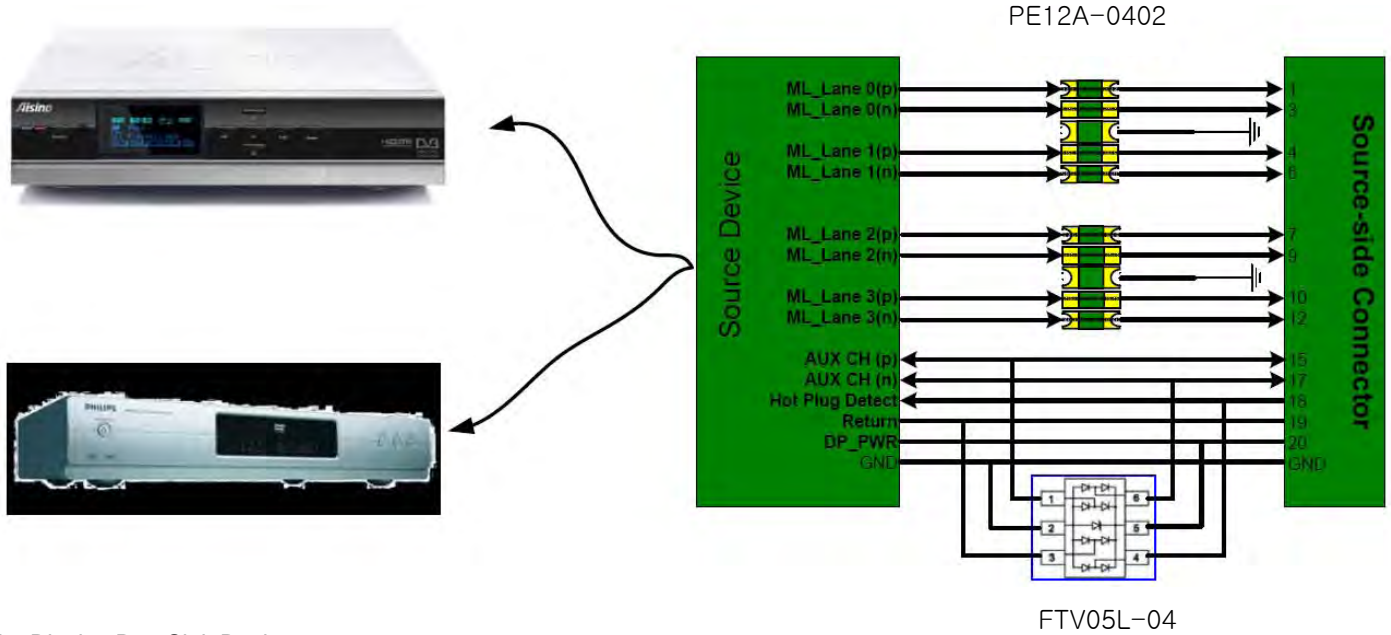 PE12A-0402
Aisino
HDMI DVB
PHILIPS
Source Device
ML_Lane 0(p)
ML_Lane 0(n)
ML_Lane 1(p)
ML_Lane 1(n)
ML_Lane 2(p)
ML_Lane 2(n)
ML_Lane 3(p)
ML_Lane 3(n)
AUX CH (p)
AUX CH (n)
Hot Plug Detect
Return
DP_PWR
GND
1
3
4
6
7
9
10
12
15
17
18
19
20
GND
Source-side Connector
1
2
3
6
5
4
FTV05L-04